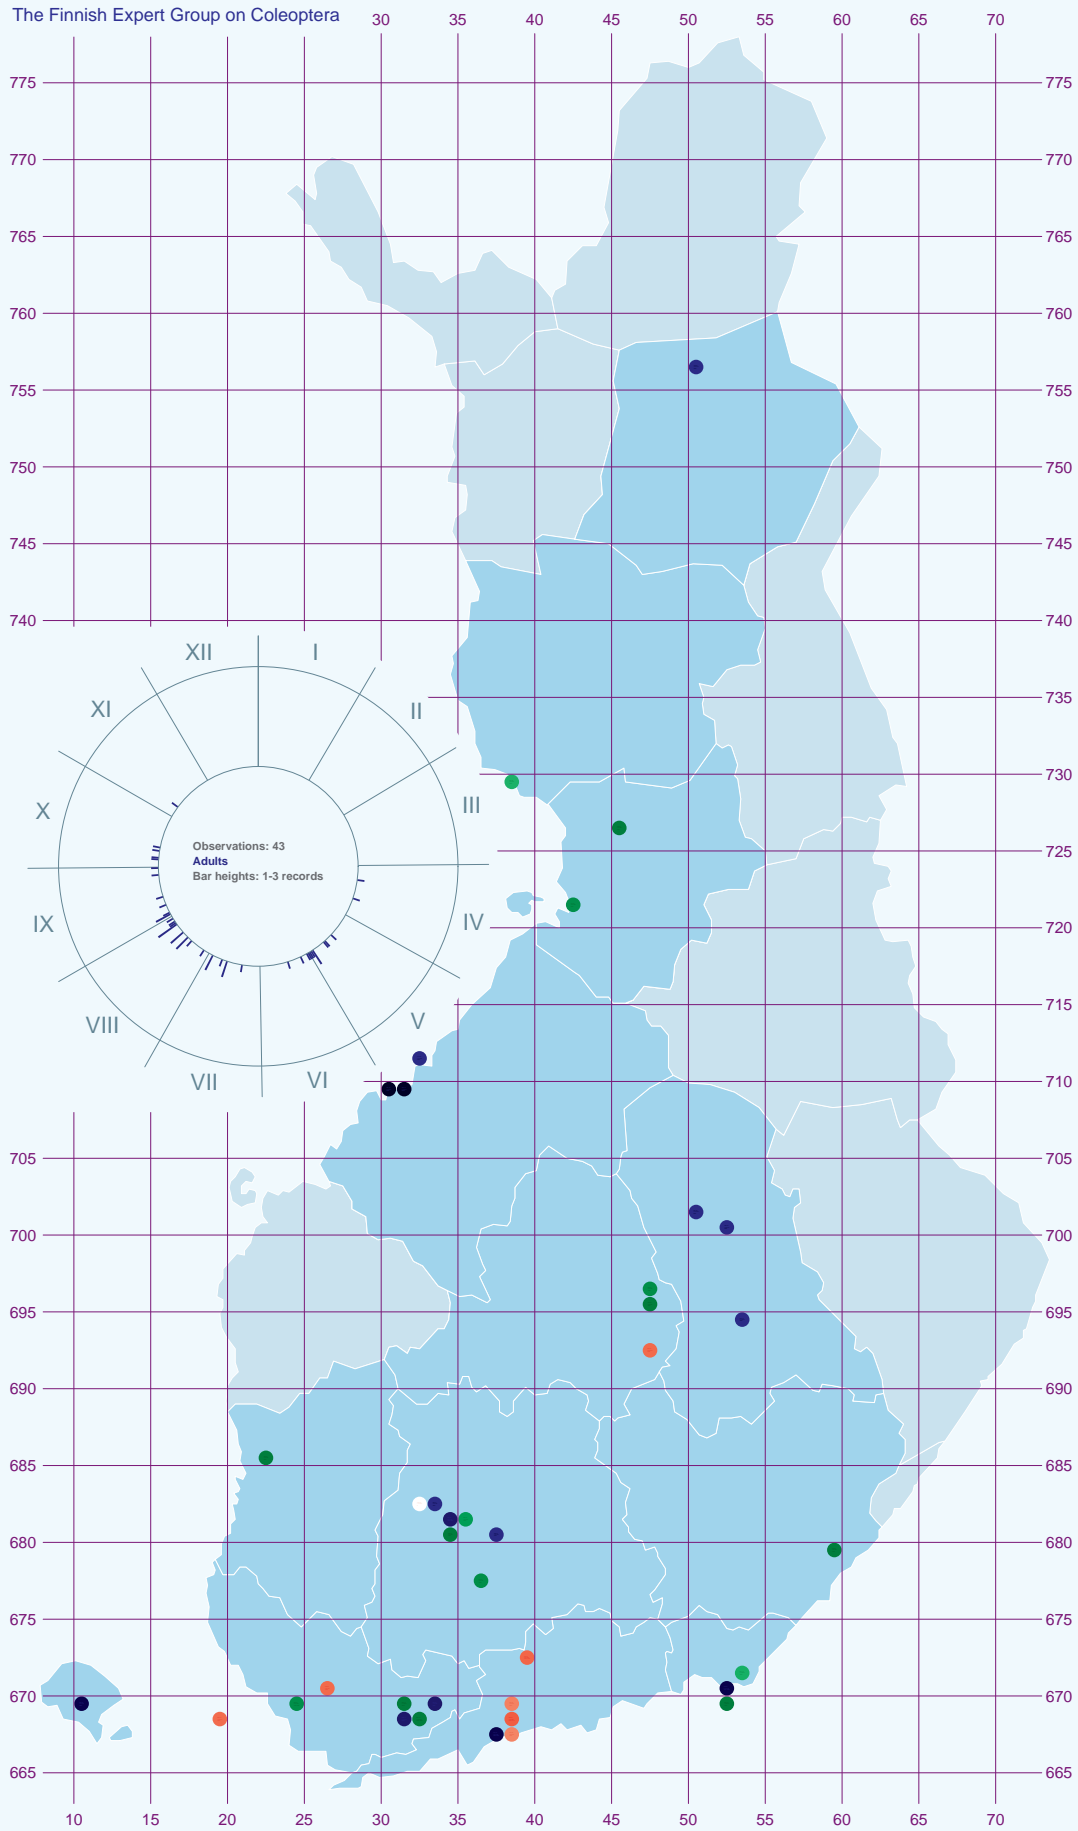 The Finnish Expert Group on Coleoptera
30 35 40 45 50 55 60 65 70
775 775
770 770
765 765
760 760
755 755
750 750
745 745
740 740
735
730
725
720
715
710
705 705
700 700
695 695
690 690
685 685
680 680
675 675
670 670
665 665
XII I
XI II
X III
Observations: 43
Adults
Bar heights: 1-3 records
IX IV
VIII V
VII VI
10 15 20 25 30 35 40 45 50 55 60 65 70